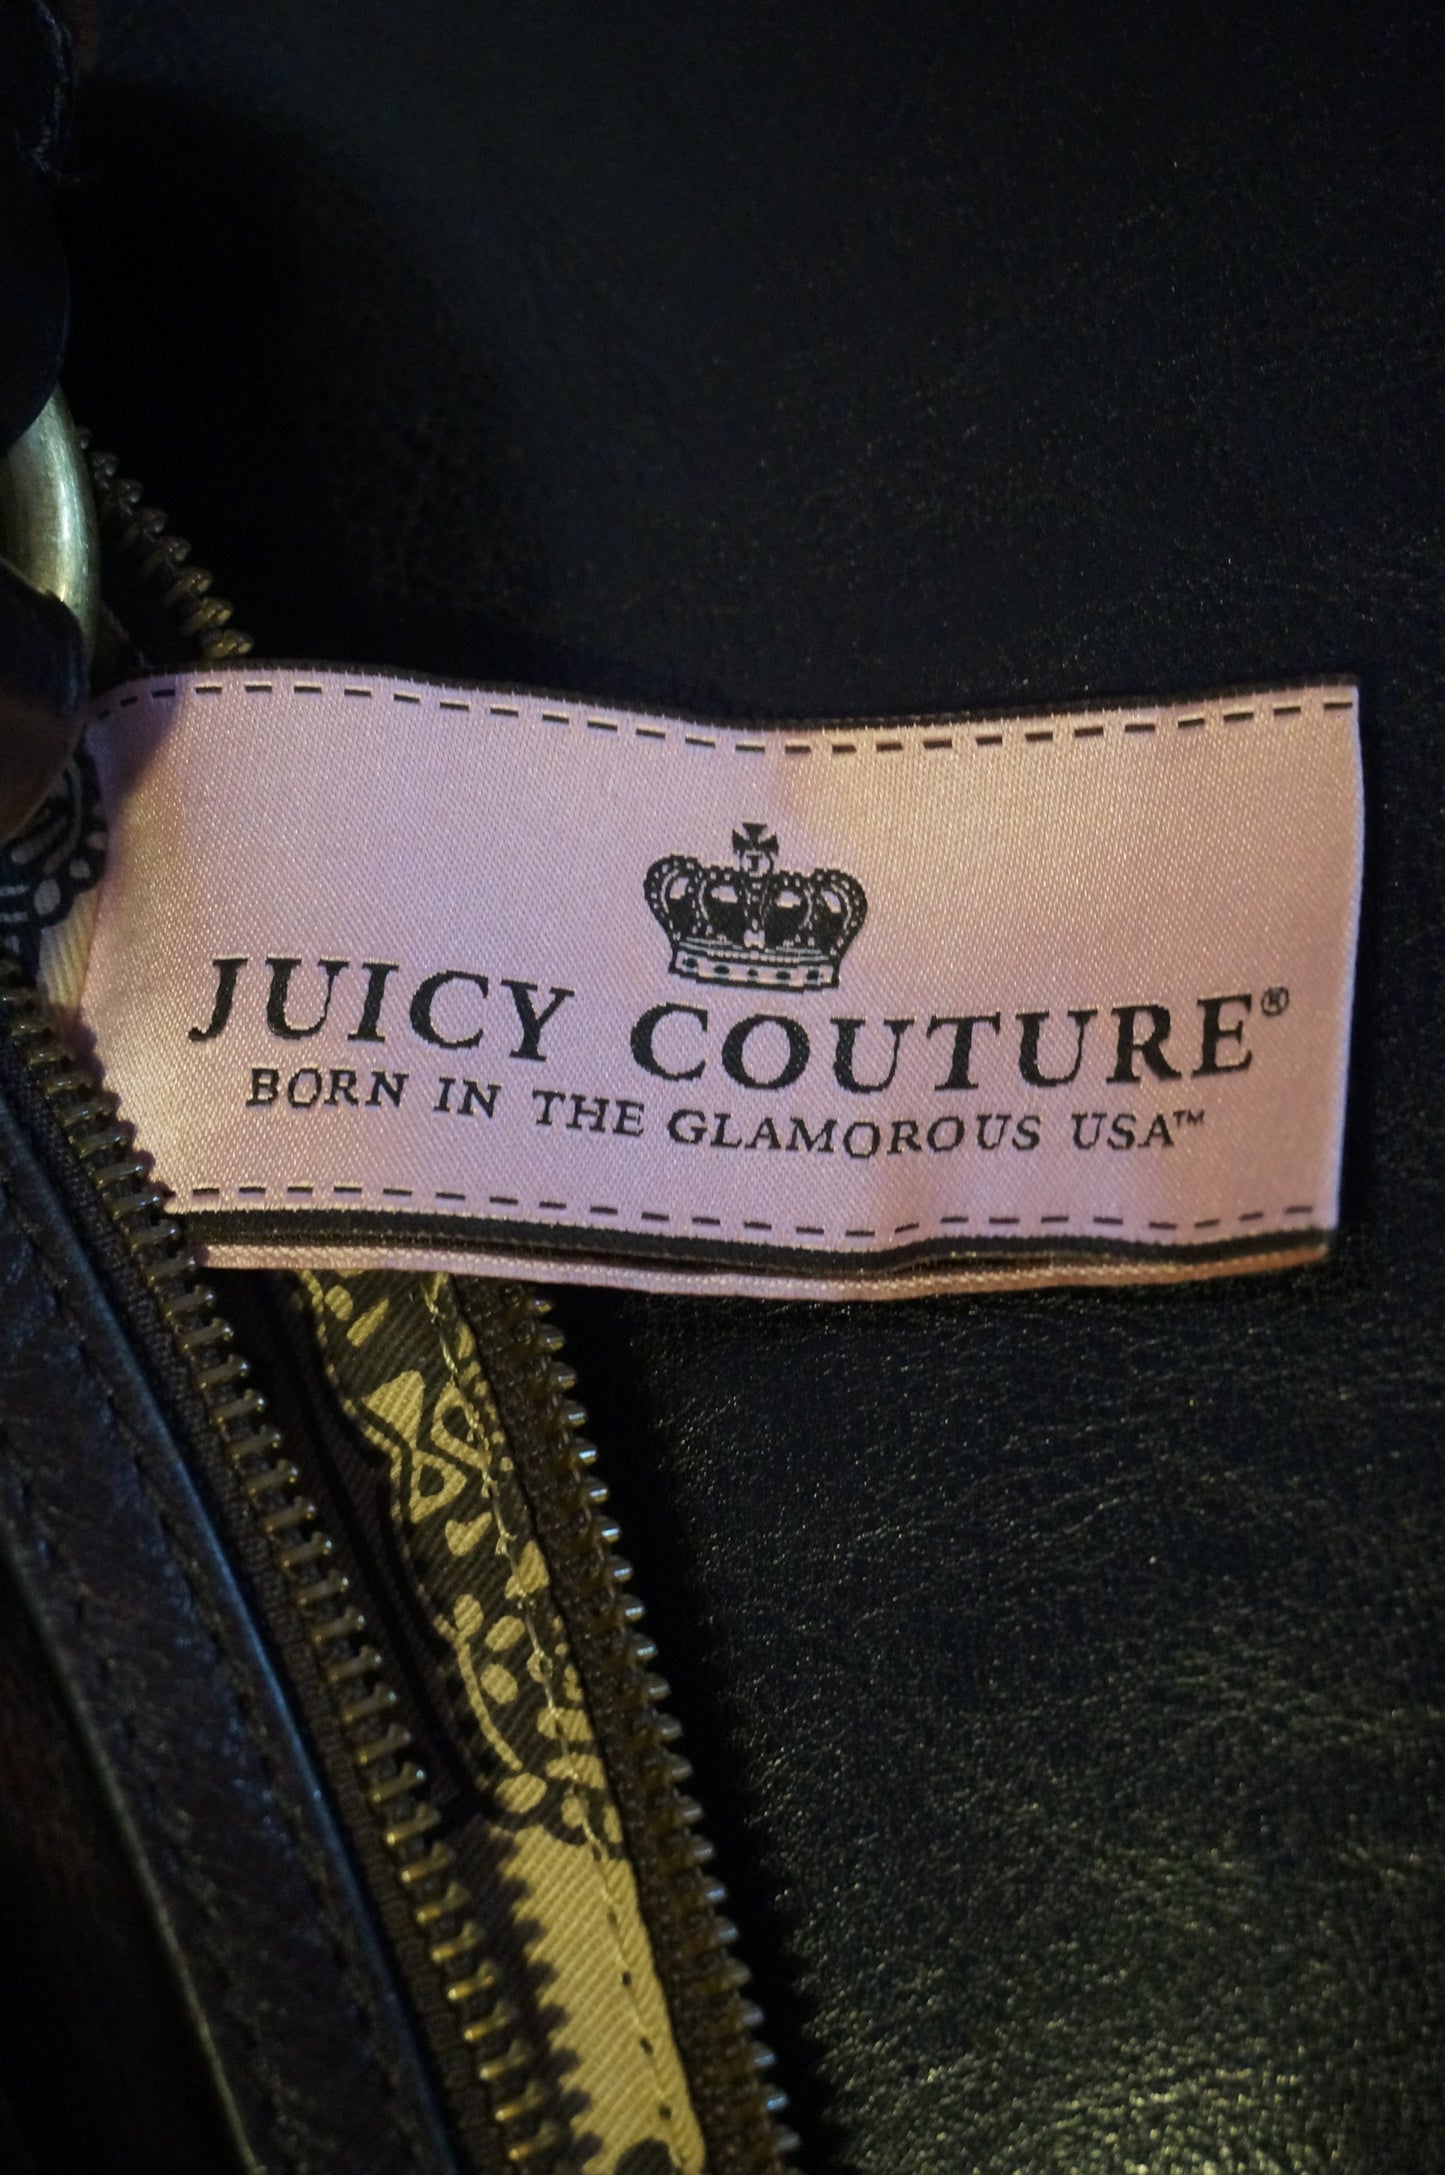 JUICY COUTURE®
BORN IN THE GLAMOROUS USA™